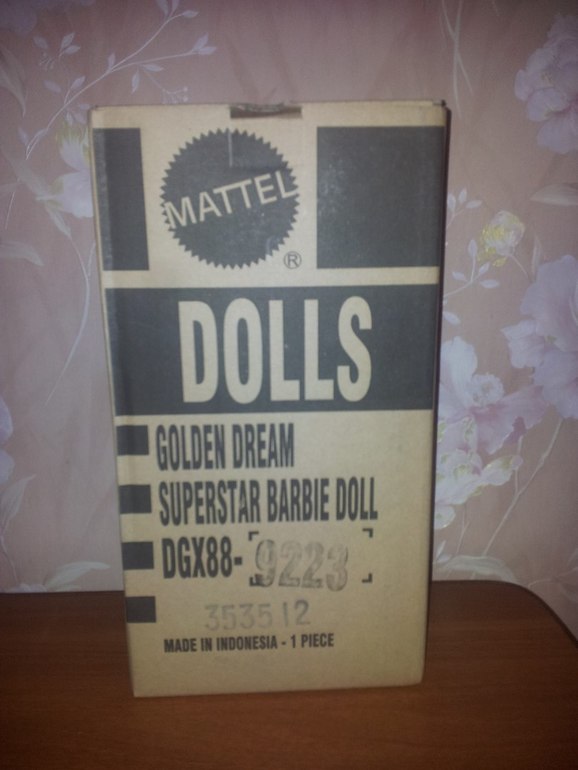 MATTEL
®
DOLLS
GOLDEN DREAM
SUPERSTAR BARBIE DOLL
DGX88-9223
353512
MADE IN INDONESIA - 1 PIECE